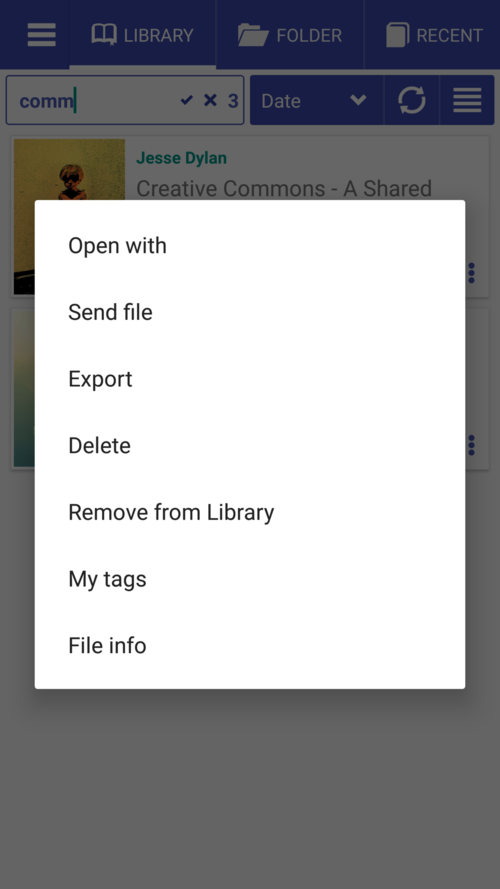 LIBRARY FOLDER RECENT
comm 3 Date
Jesse Dylan
Creative Commons - A Shared
Open with
Send file
Export
Delete
Remove from Library
My tags
File info